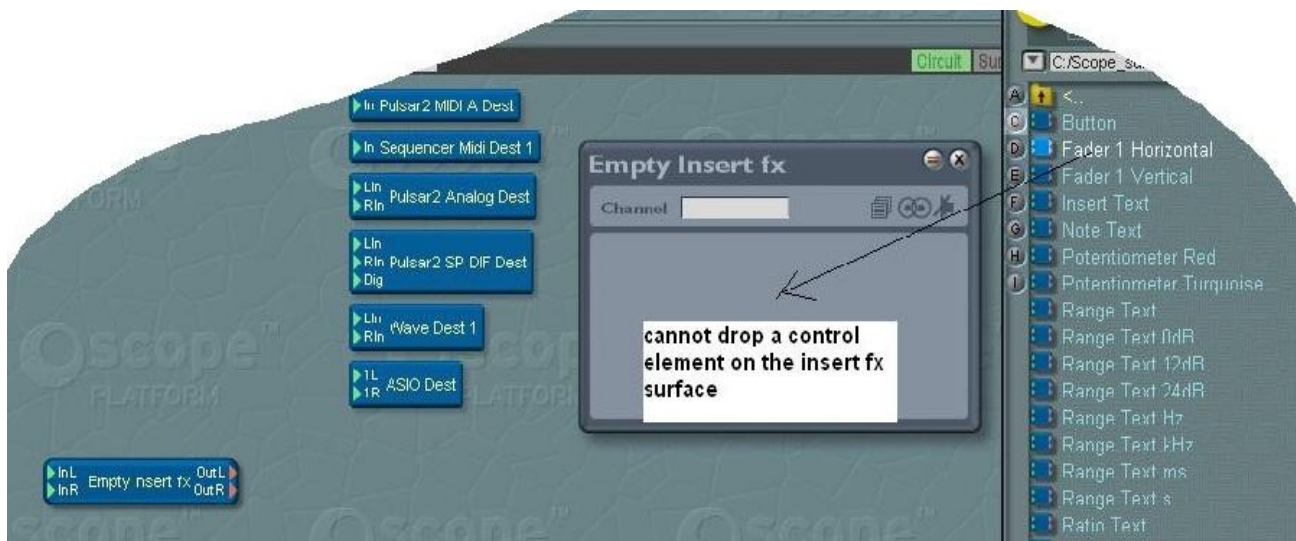 Circuit Sur
C:/Scope_
In Pulsar2 MIDI A Dest
In Sequencer Midi Dest 1
LIn
RIn
Pulsar2 Analog Dest
LIn
RIn
Dig
Pulsar2 SP DIF Dest
LIn
RIn
Wave Dest 1
1L
1R
ASIO Dest
InL
InR
Empty nsert fx
OutL
OutR
Empty Insert fx
Channel
cannot drop a control
element on the insert fx
surface
A <..
C Button
D Fader 1 Horizontal
E Fader 1 Vertical
F Insert Text
G Note Text
H Potentiometer Red
I Potentiometer Turquoise
Range Text
Range Text 0dB
Range Text 12dB
Range Text 24dB
Range Text Hz
Range Text kHz
Range Text ms
Range Text s
Ratio Text
scope™
PLATFORM